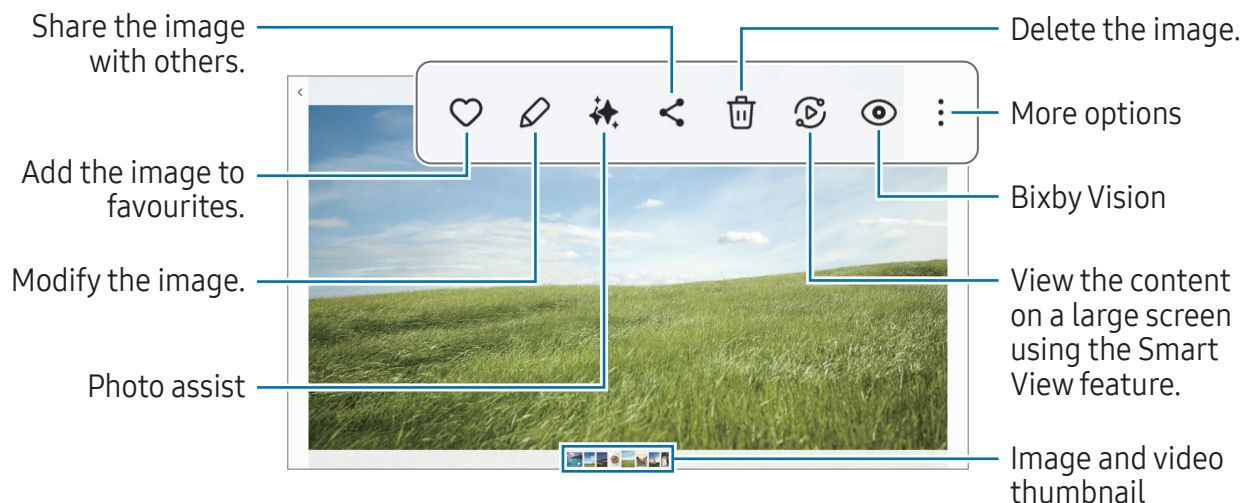 Share the image
with others.
Add the image to
favourites.
Modify the image.
Photo assist
Delete the image.
More options
Bixby Vision
View the content
on a large screen
using the Smart
View feature.
Image and video
thumbnail